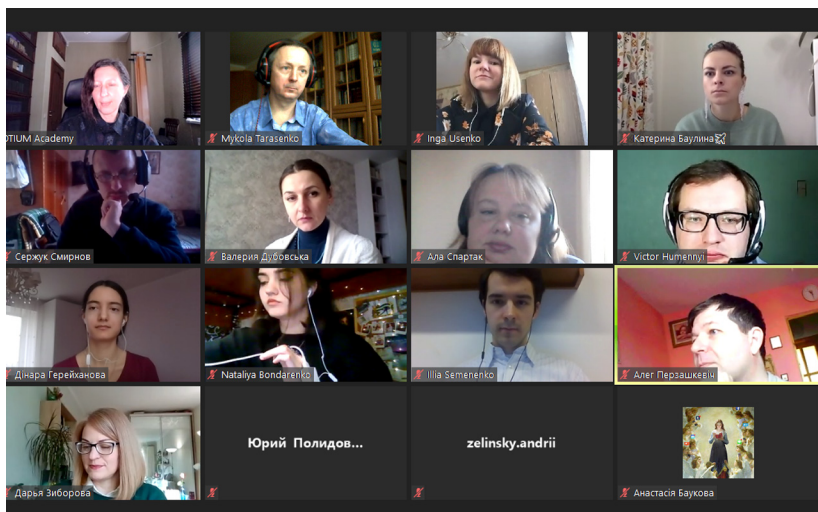 OTIUM Academy
Mykola Tarasenko
Inga Usenko
Катерина Баулина
Сержук Смирнов
Валерия Дубовська
Ала Спартак
Victor Humennyi
Дінара Герейханова
Nataliya Bondarenko
Illia Semenenko
Алег Перзашкевіч
Дарья Зиборова
Юрий Полидов...
zelinsky.andrii
Анастасія Баукова